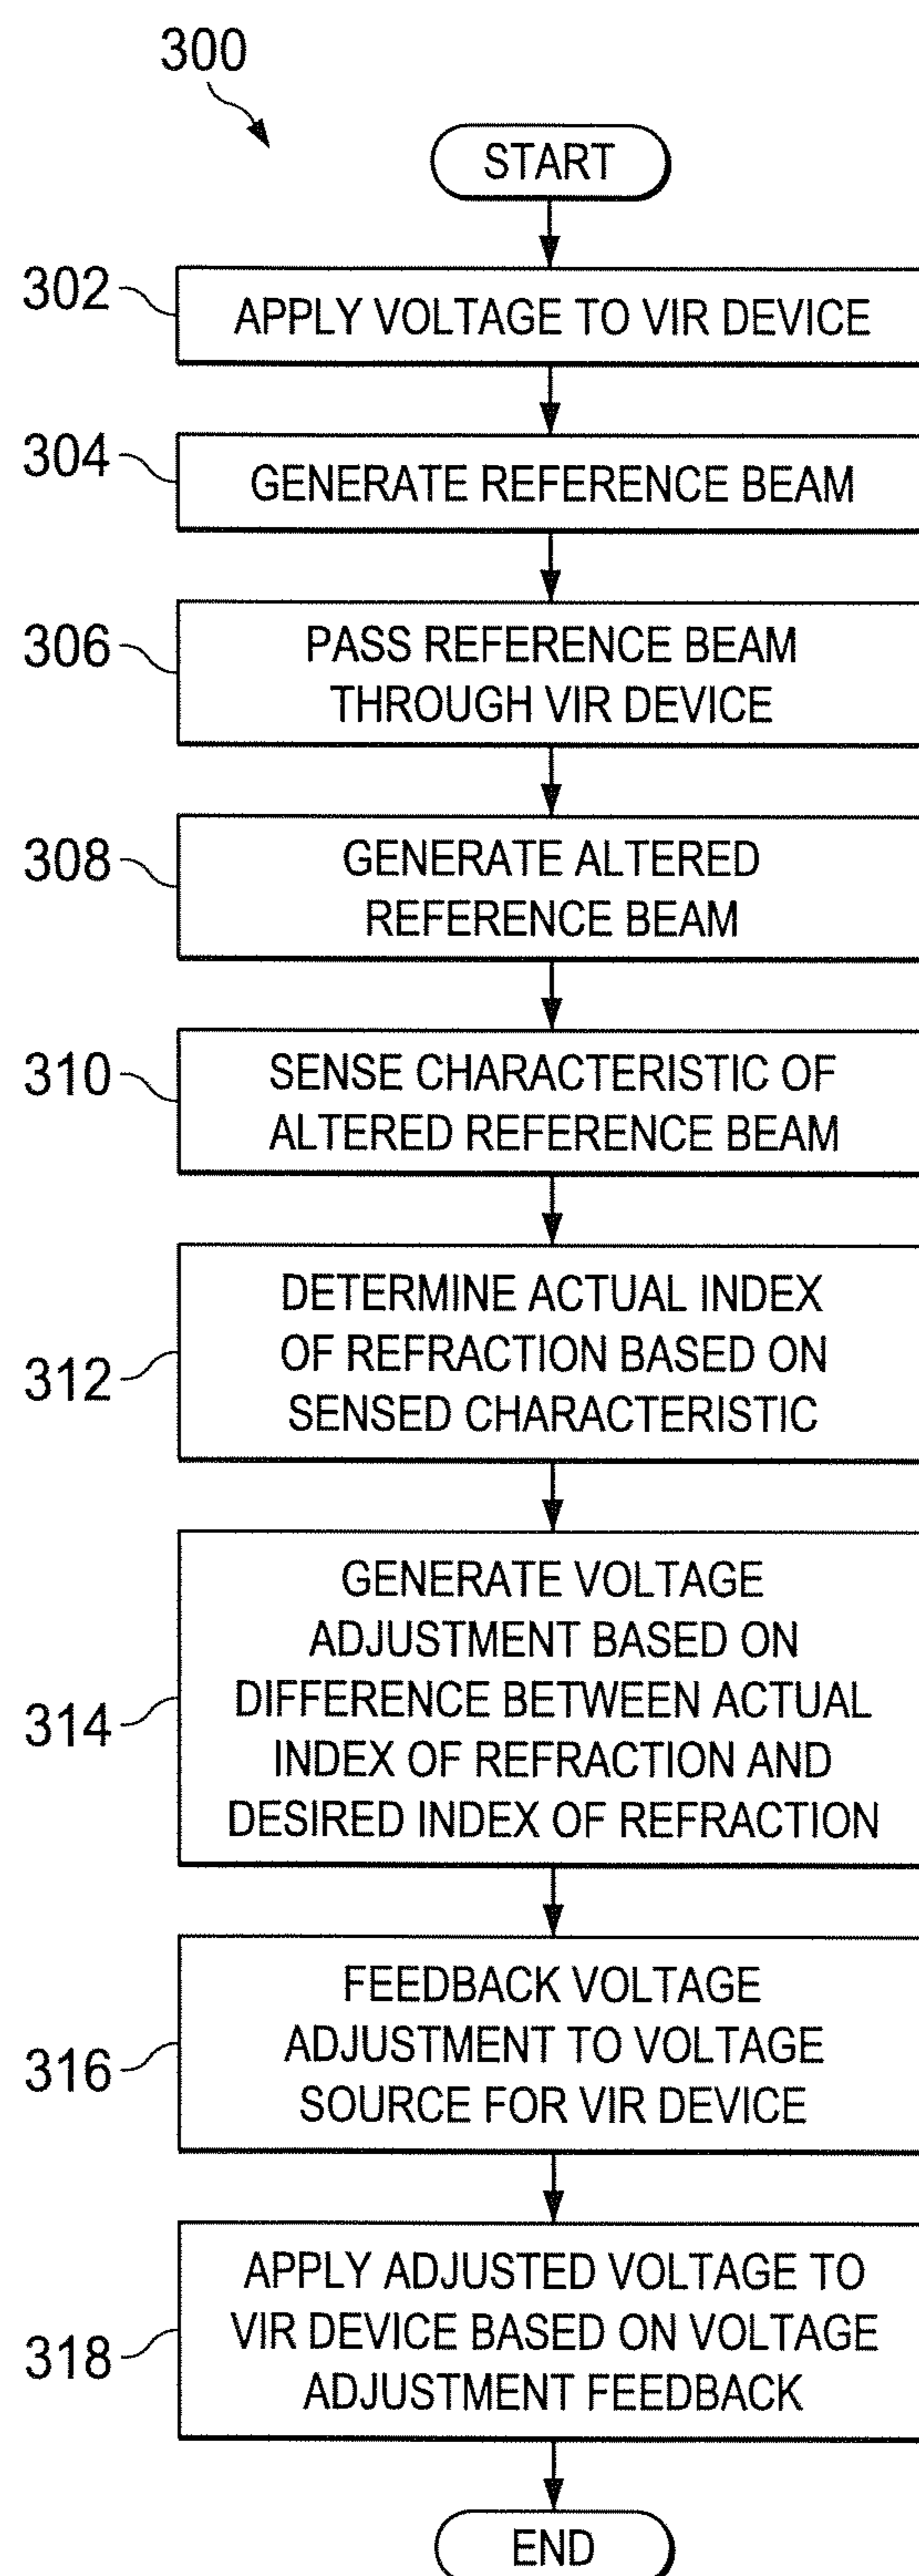 300
START
302
APPLY VOLTAGE TO VIR DEVICE
304
GENERATE REFERENCE BEAM
306
PASS REFERENCE BEAM
THROUGH VIR DEVICE
308
GENERATE ALTERED
REFERENCE BEAM
310
SENSE CHARACTERISTIC OF
ALTERED REFERENCE BEAM
312
DETERMINE ACTUAL INDEX
OF REFRACTION BASED ON
SENSED CHARACTERISTIC
314
GENERATE VOLTAGE
ADJUSTMENT BASED ON
DIFFERENCE BETWEEN ACTUAL
INDEX OF REFRACTION AND
DESIRED INDEX OF REFRACTION
316
FEEDBACK VOLTAGE
ADJUSTMENT TO VOLTAGE
SOURCE FOR VIR DEVICE
318
APPLY ADJUSTED VOLTAGE TO
VIR DEVICE BASED ON VOLTAGE
ADJUSTMENT FEEDBACK
END